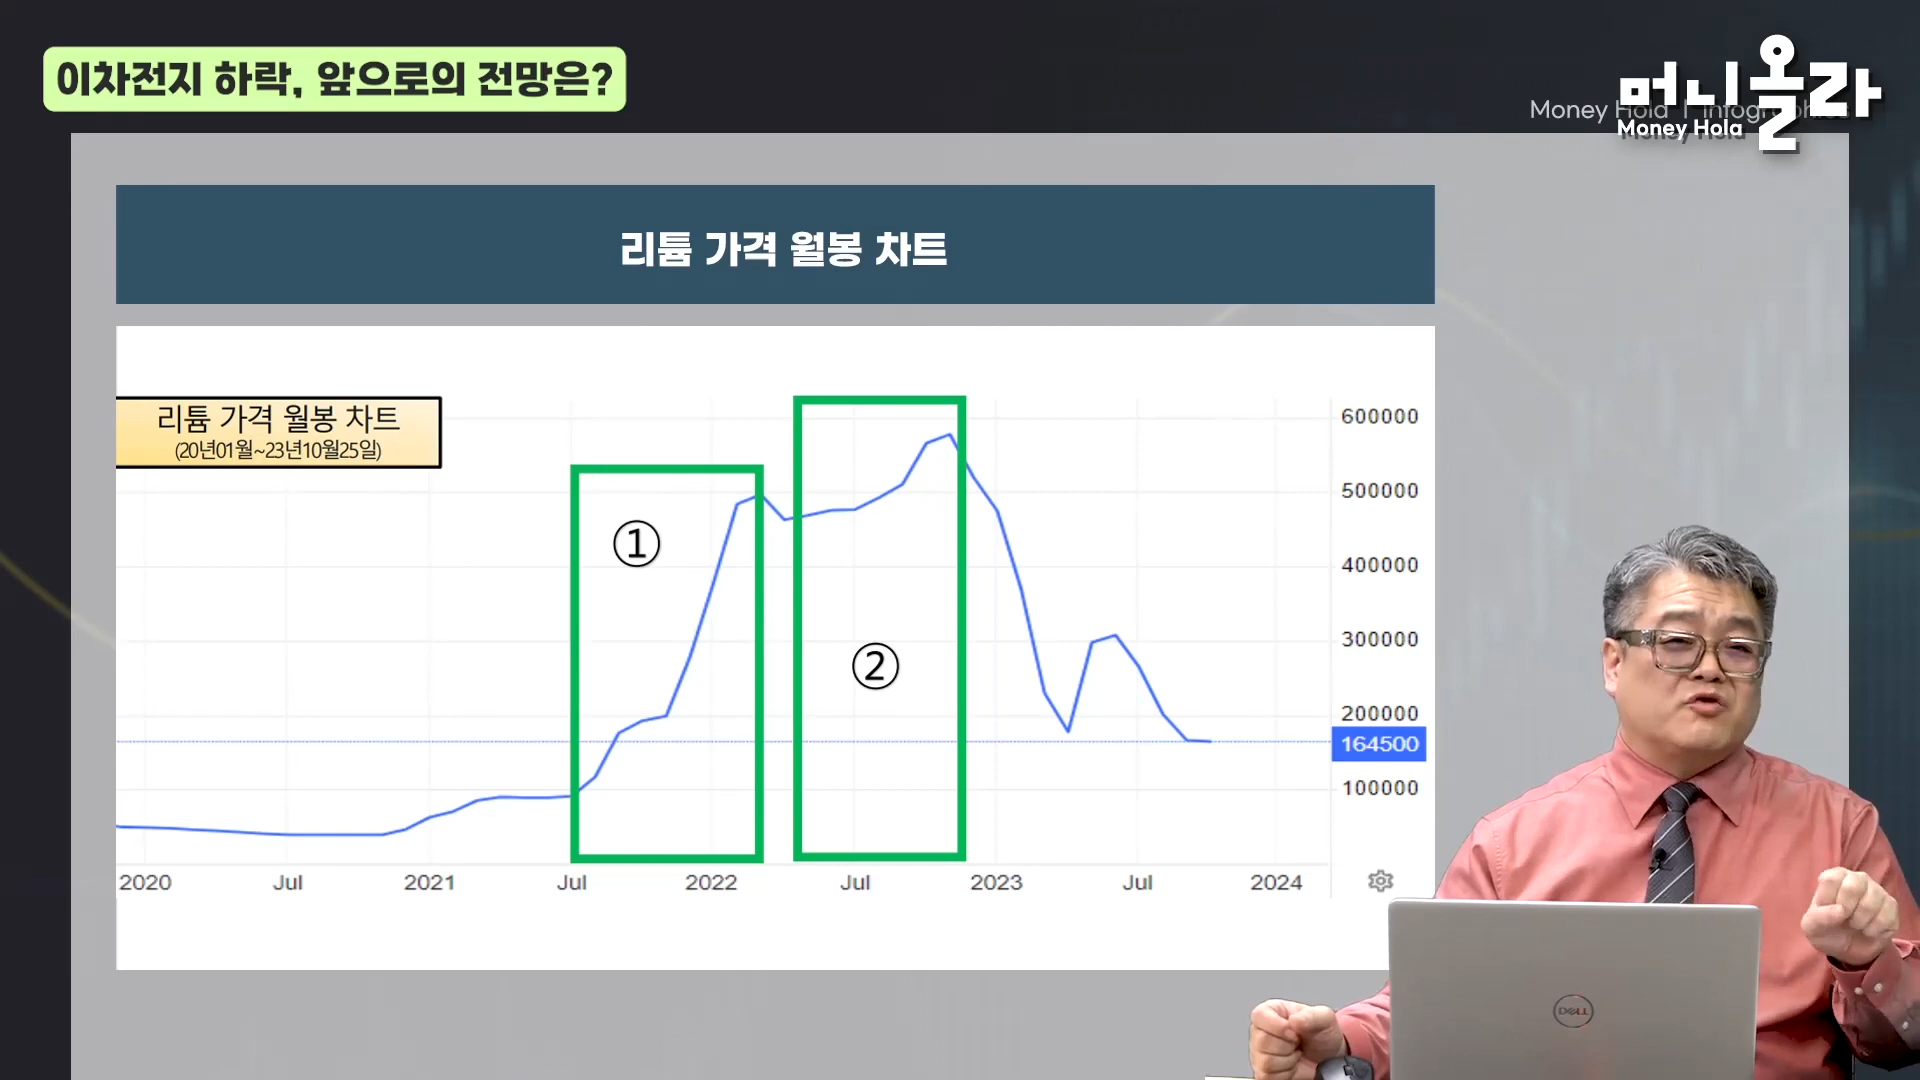 이차전지 하락, 앞으로의 전망은?
머니올라
Money Hola
리튬 가격 월봉 차트
리튬 가격 월봉 차트
(20년01월~23년10월25일)
①
②
600000
500000
400000
300000
200000
164500
100000
2020 Jul 2021 Jul 2022 Jul 2023 Jul 2024
DELL